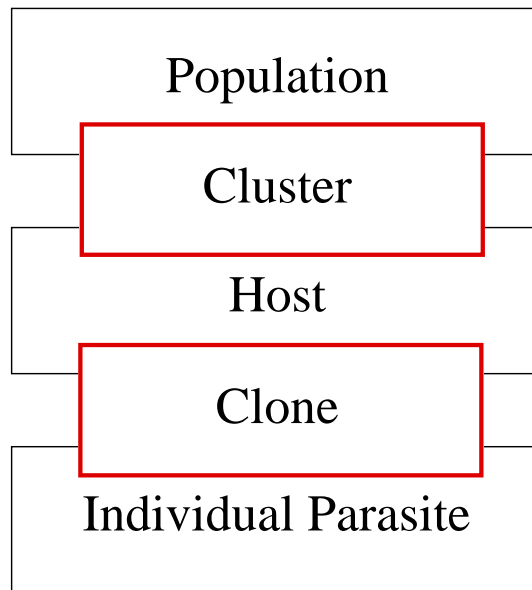 Population
Cluster
Host
Clone
Individual Parasite